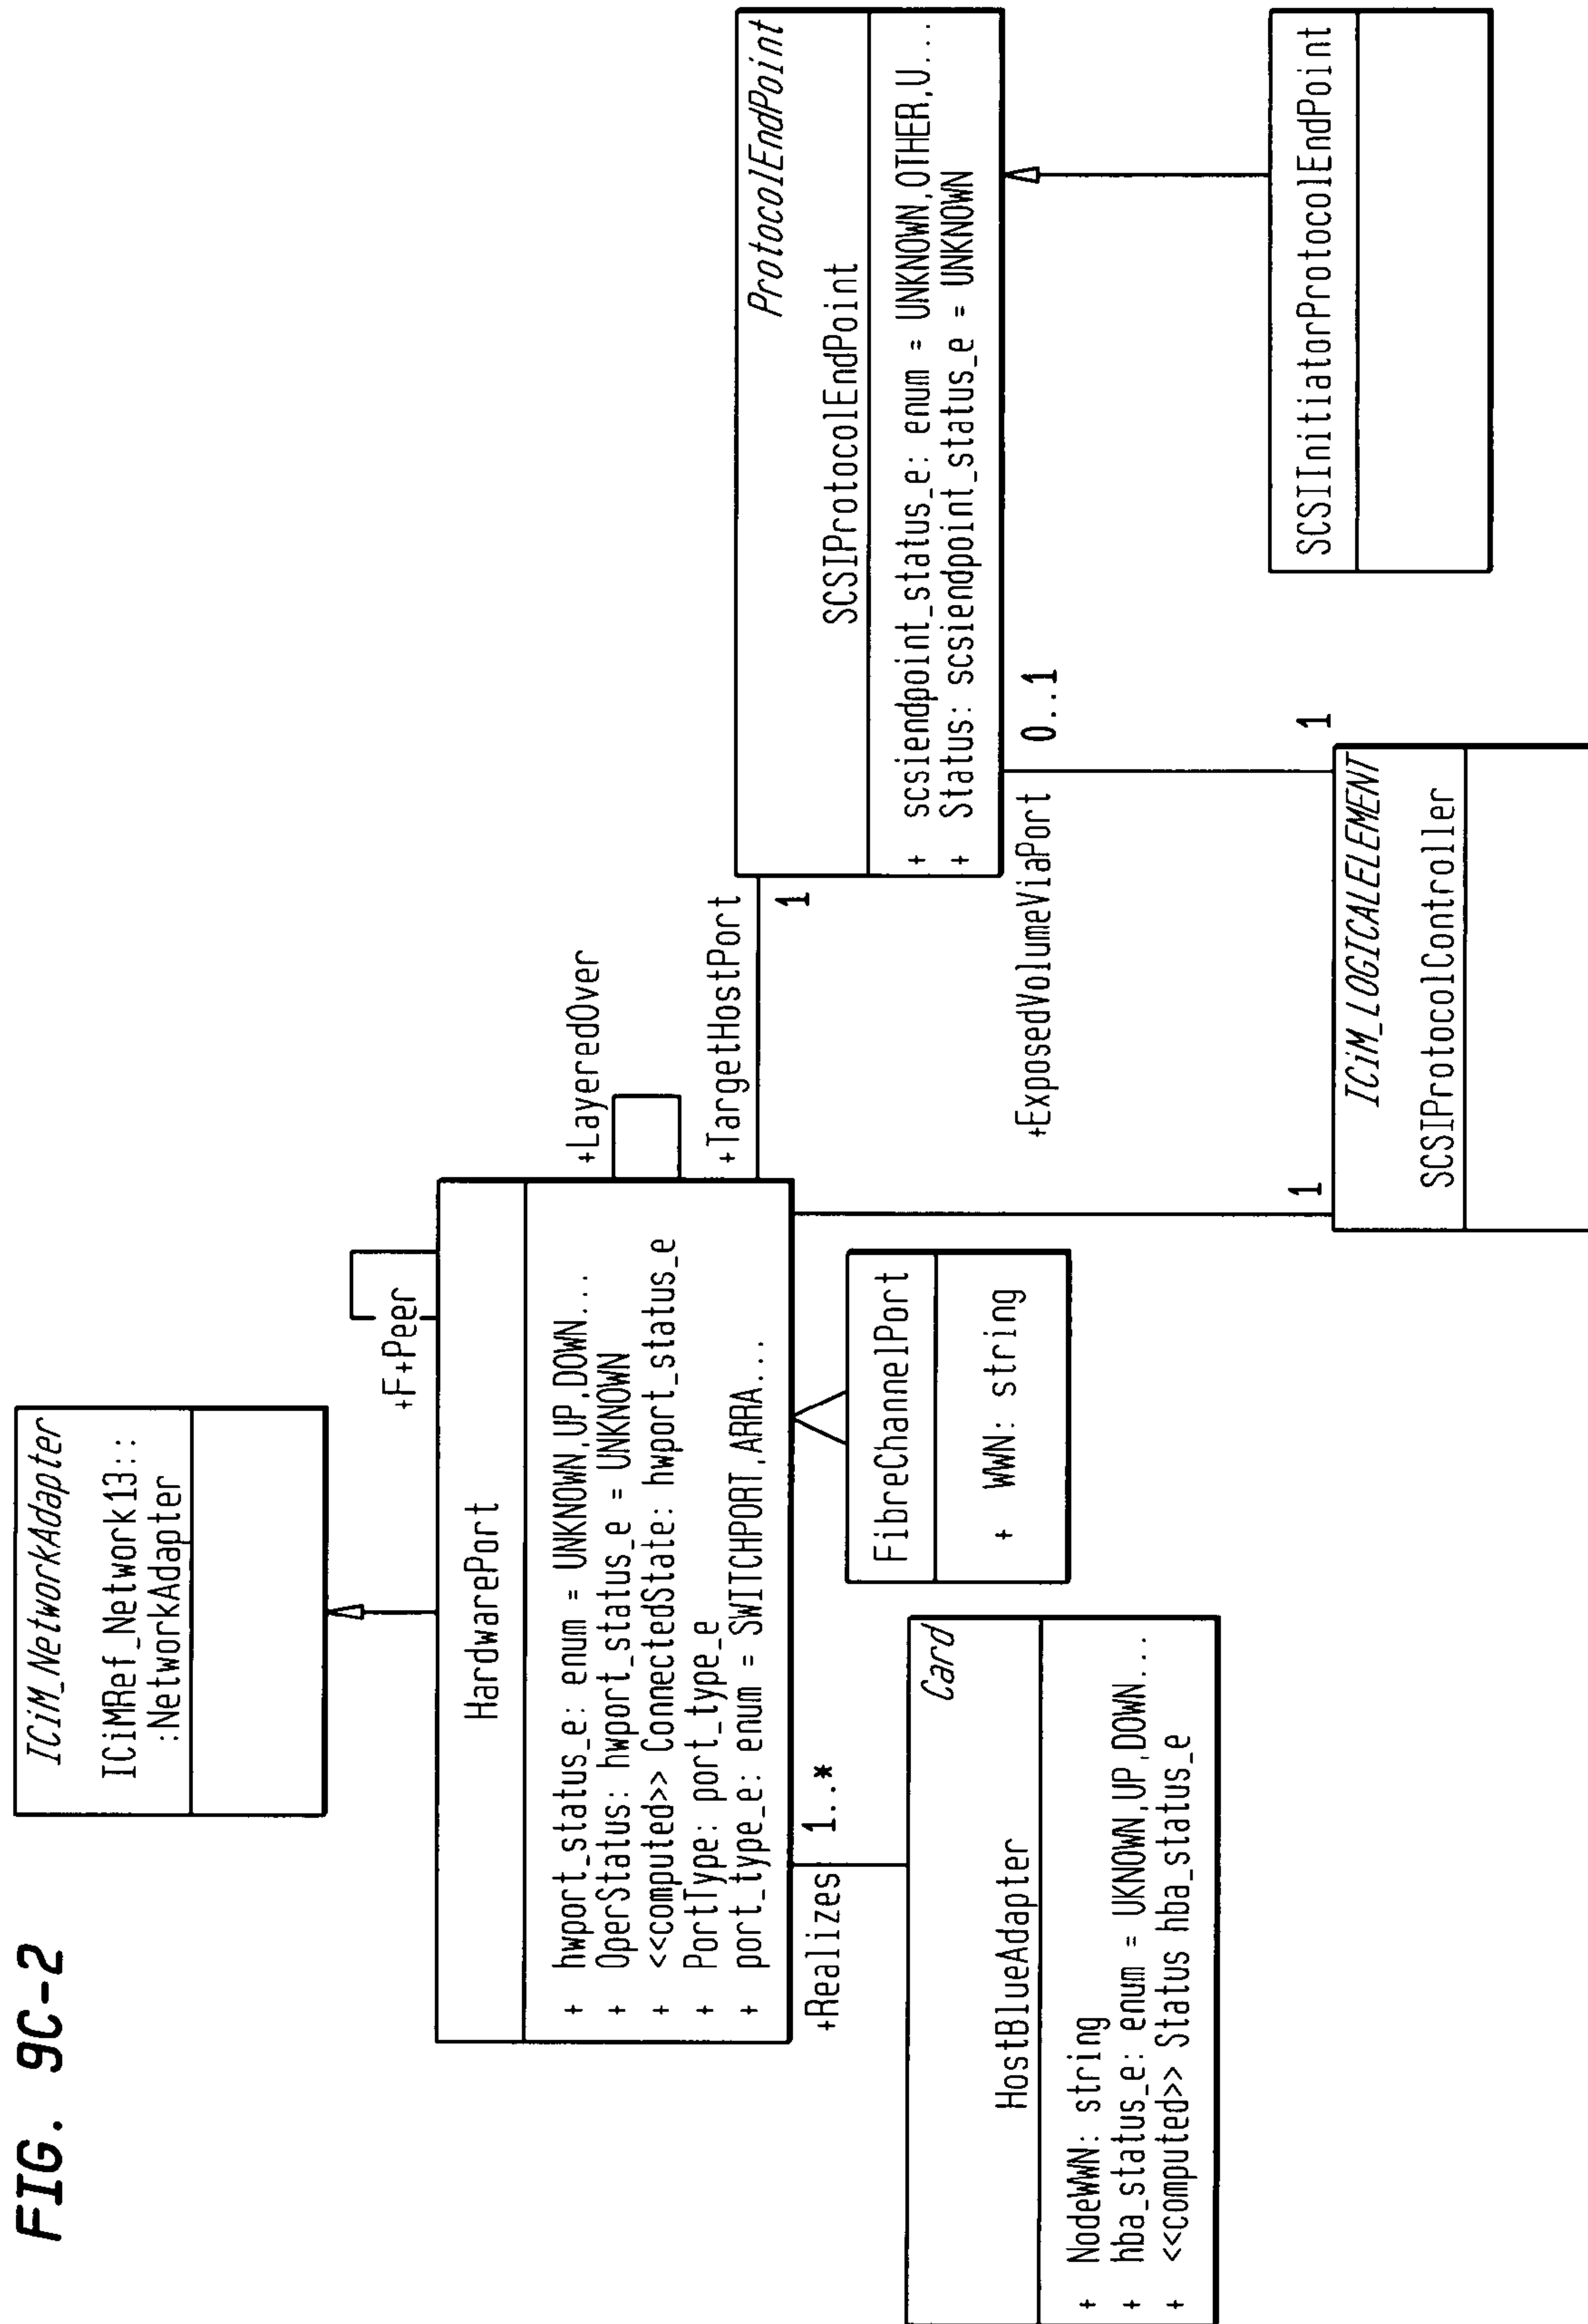 FIG. 9C-2
ICiM_NetworkAdapter
ICiMRef_Network13::
:NetworkAdapter
+F+Peer
HardwarePort
+ hwport_status_e: enum = UNKNOWN,UP,DOWN...
+ OperStatus: hwport_status_e = UNKNOWN
+ <<computed>> ConnectedState: hwport_status_e
+ PortType: port_type_e
+ port_type_e: enum = SWITCHPORT,ARRA...
+LayeredOver
+TargetHostPort
1
ProtocolEndPoint
SCSIProtocolEndPoint
+ scsiendpoint_status_e: enum = UNKNOWN,OTHER,U...
+ Status: scsiendpoint_status_e = UNKNOWN
+Realizes
1..*
FibreChannelPort
+ WWN: string
+ExposedVolumeViaPort
0..1
Card
HostBlueAdapter
+ NodeWWN: string
+ hba_status_e: enum = UKNOWN,UP,DOWN...
+ <<computed>> Status hba_status_e
1
1
ICiM_LOGICALELEMENT
SCSIProtocolController
SCSIInitiatorProtocolEndPoint